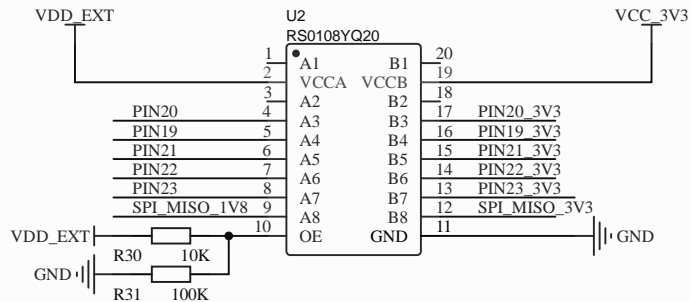 VDD_EXT
U2
RS0108YQ20
VCC_3V3
1 A1 B1 20
2 VCCA VCCB 19
3 A2 B2 18
PIN20 4 A3 B3 17 PIN20_3V3
PIN19 5 A4 B4 16 PIN19_3V3
PIN21 6 A5 B5 15 PIN21_3V3
PIN22 7 A6 B6 14 PIN22_3V3
PIN23 8 A7 B7 13 PIN23_3V3
SPI_MISO_1V8 9 A8 B8 12 SPI_MISO_3V3
VDD_EXT 10 OE GND 11 GND
R30 10K
GND
R31 100K